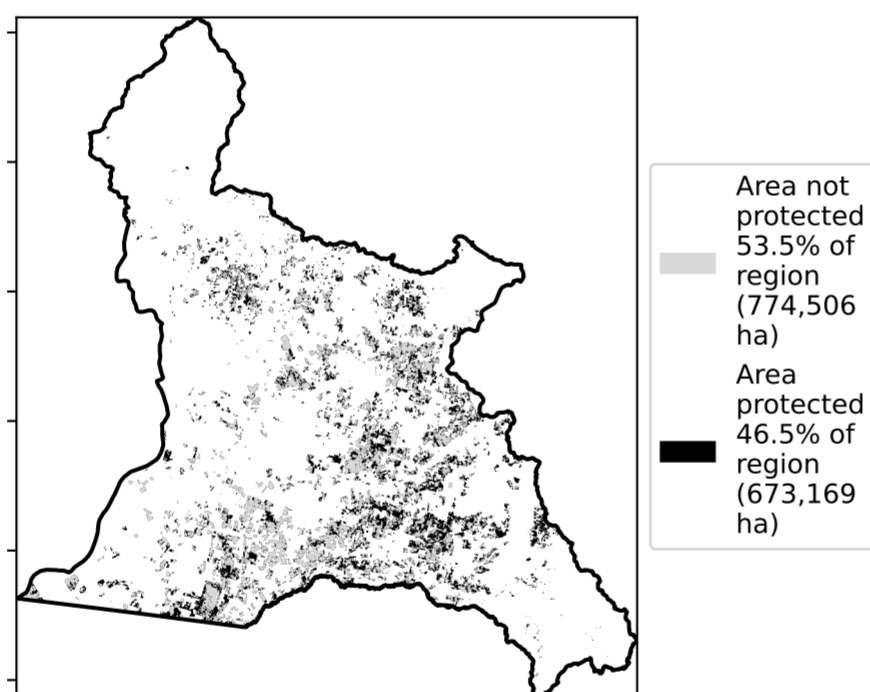 Area not
protected
53.5% of
region
(774,506
ha)
Area
protected
46.5% of
region
(673,169
ha)